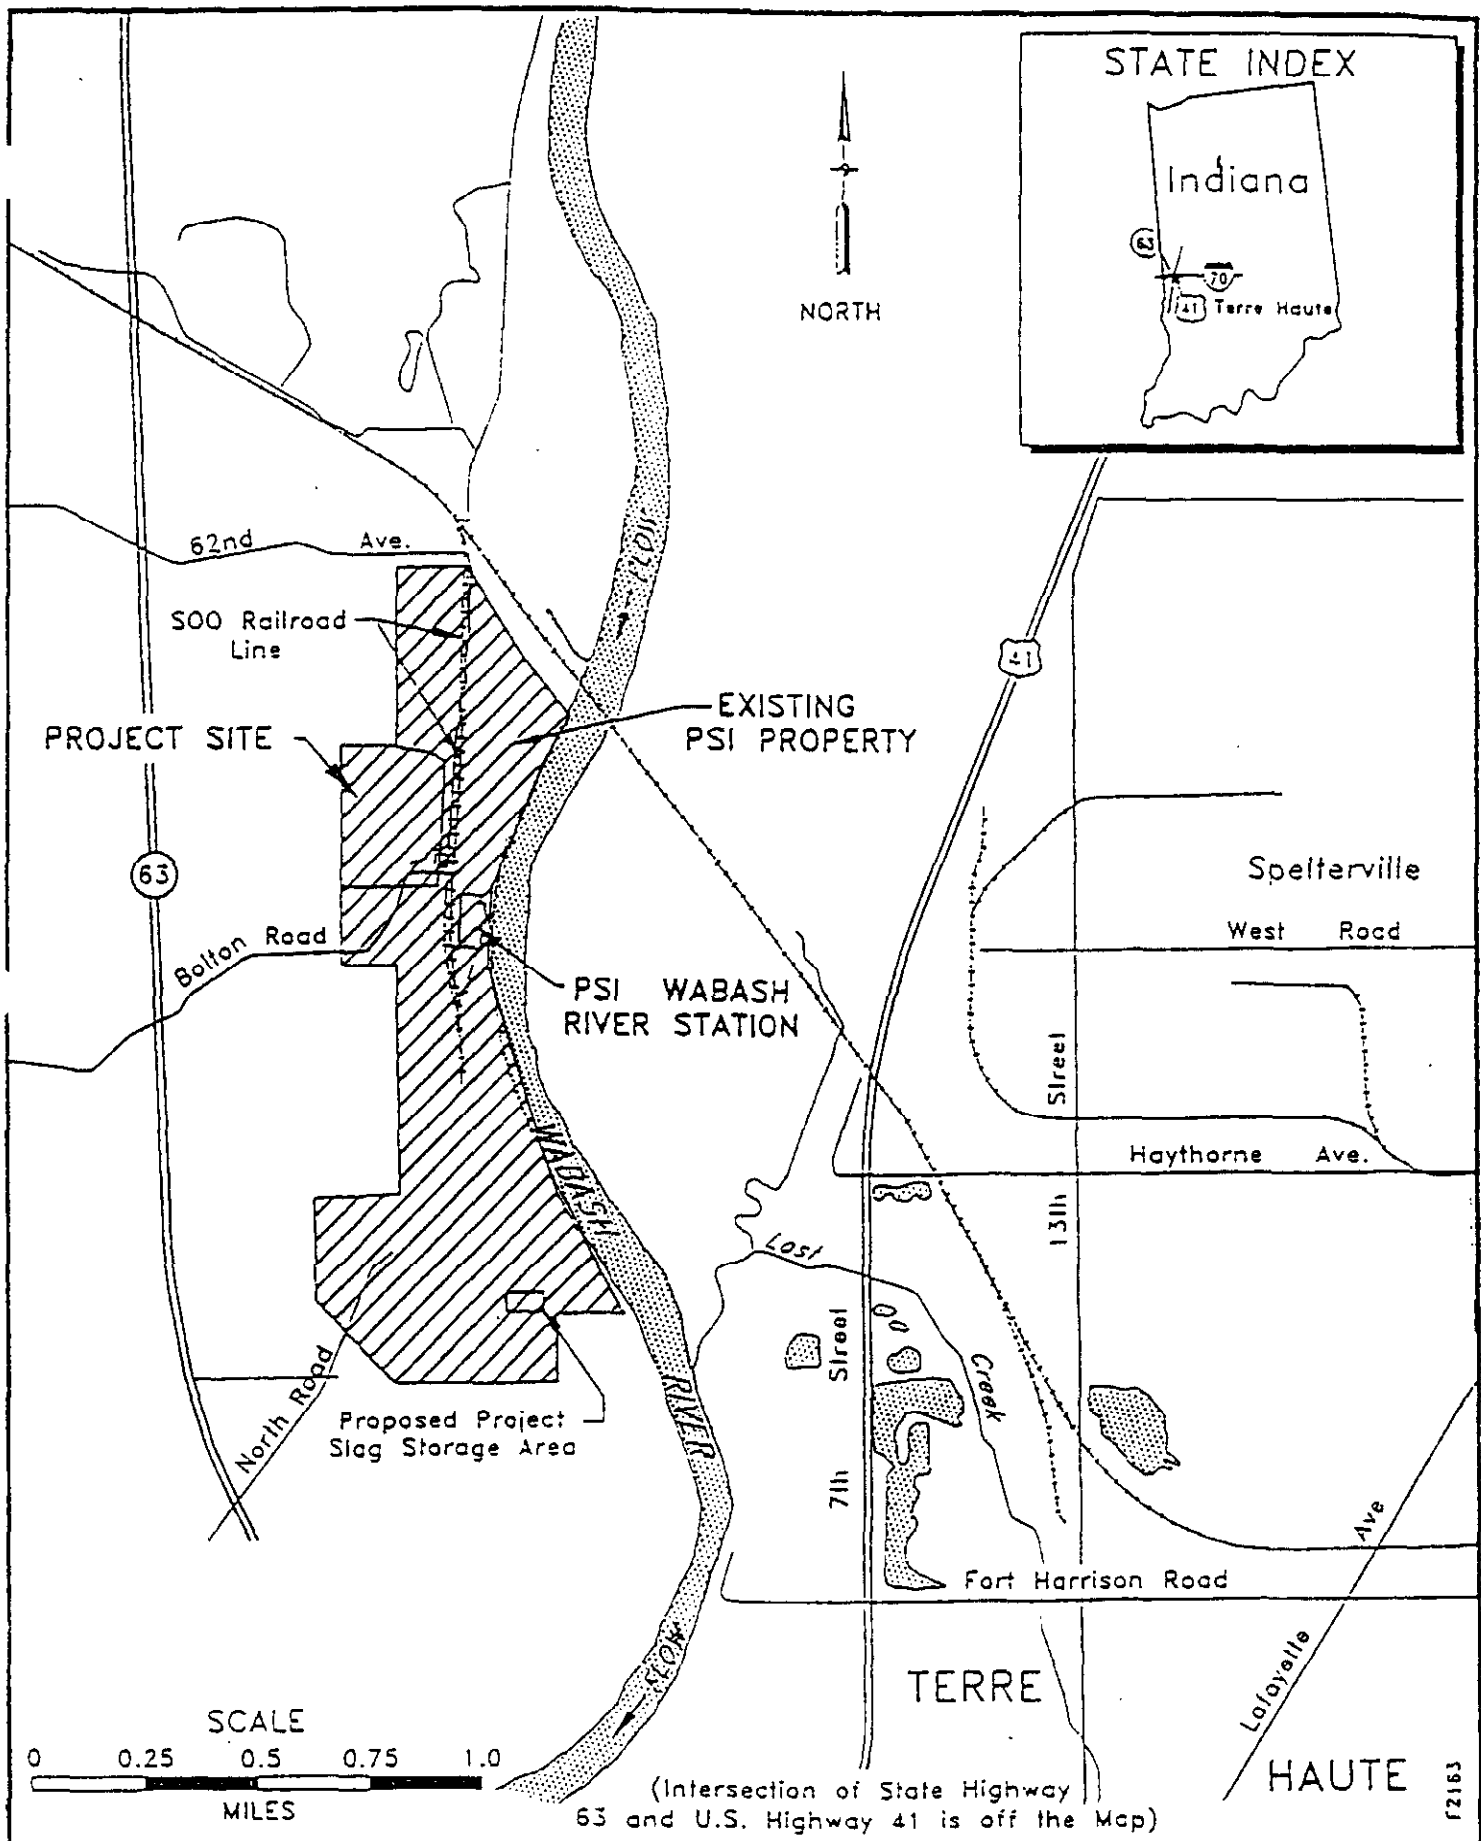 STATE INDEX
Indiana
63
70
41
Terre Haute
NORTH
62nd Ave.
FLOW
SOO Railroad
Line
41
EXISTING
PSI PROPERTY
PROJECT SITE
Spelterville
63
West Road
Bolton Road
PSI WABASH
RIVER STATION
Street
Haythorne Ave.
WABASH
13th
Lost
Street
Creek
North Road
RIVER
Proposed Project
Slag Storage Area
7th
Ave
Fort Harrison Road
FLOW
TERRE
Lafayette
SCALE
0 0.25 0.5 0.75 1.0
MILES
HAUTE
(Intersection of State Highway
63 and U.S. Highway 41 is off the Map)
F2163